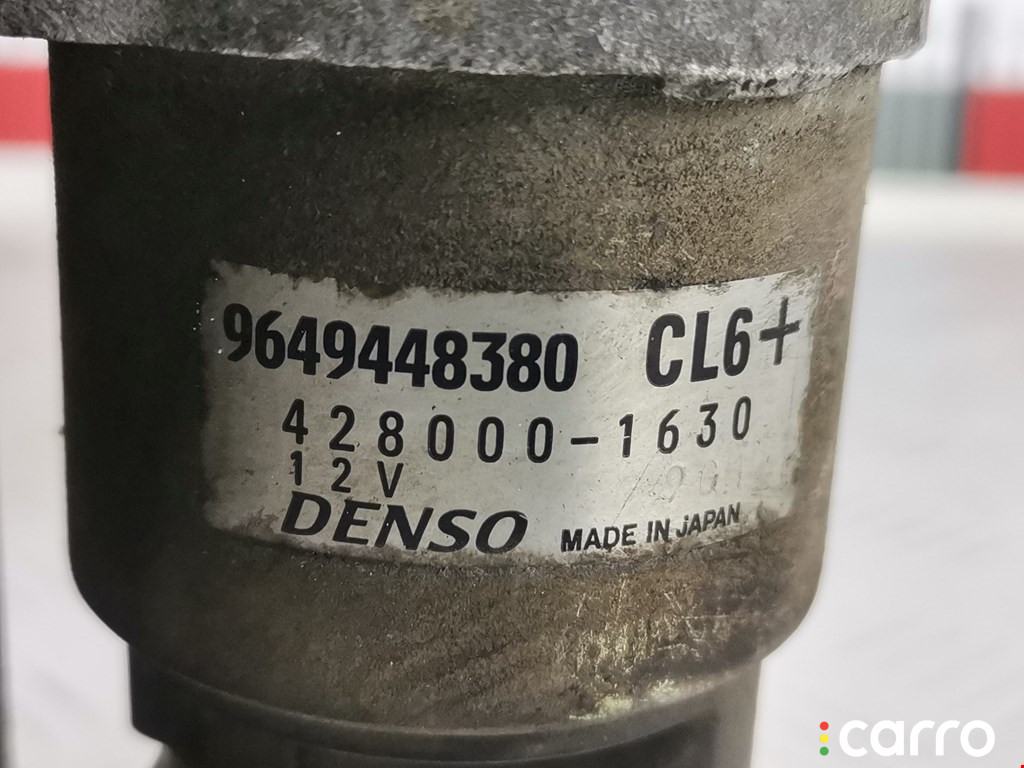 9649448380 CL6+
428000-1630
12V
DENSO MADE IN JAPAN
carro